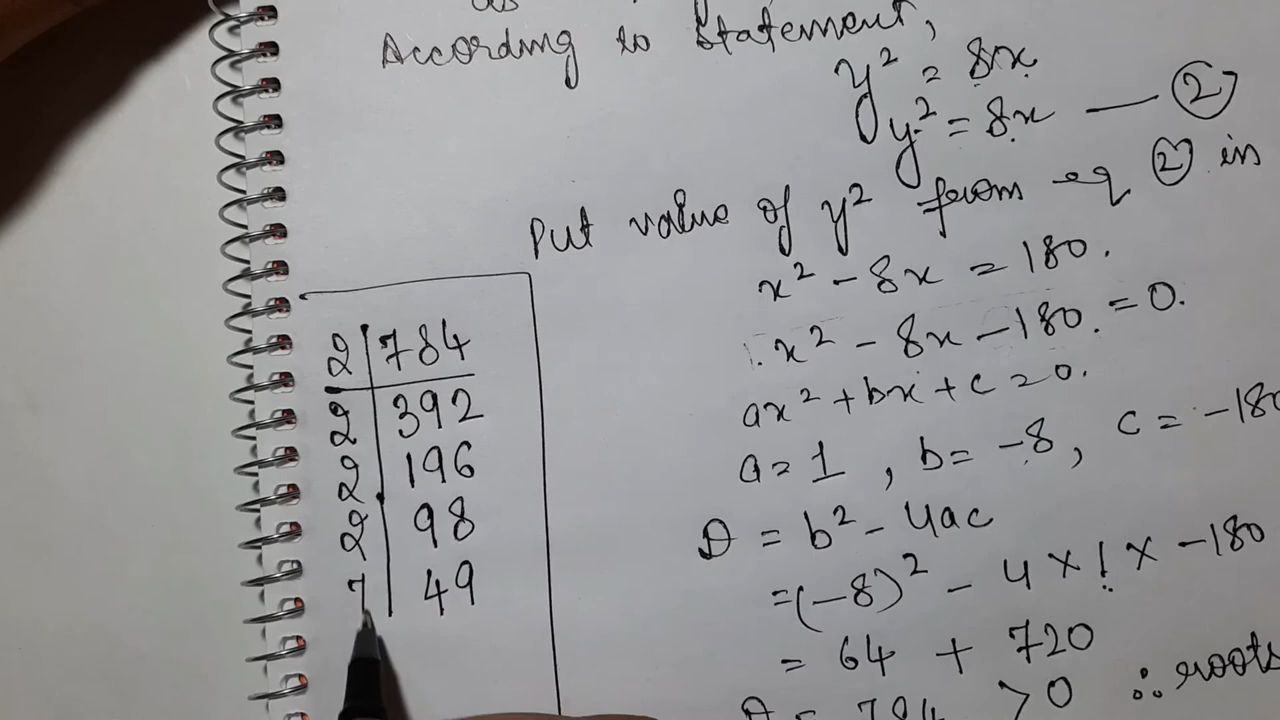 as
According to statement,
y² = 8x
y² = 8x — ②
Put value of y² from eq ② in
x² - 8x = 180.
x² - 8x - 180 = 0.
ax² + bx + c = 0.
a = 1, b = -8, c = -180
D = b² - 4ac
= (-8)² - 4 × 1 × -180
= 64 + 720
D = 784 > 0 ∴ roots
2 | 784
2 | 392
2 | 196
2 | 98
7 | 49